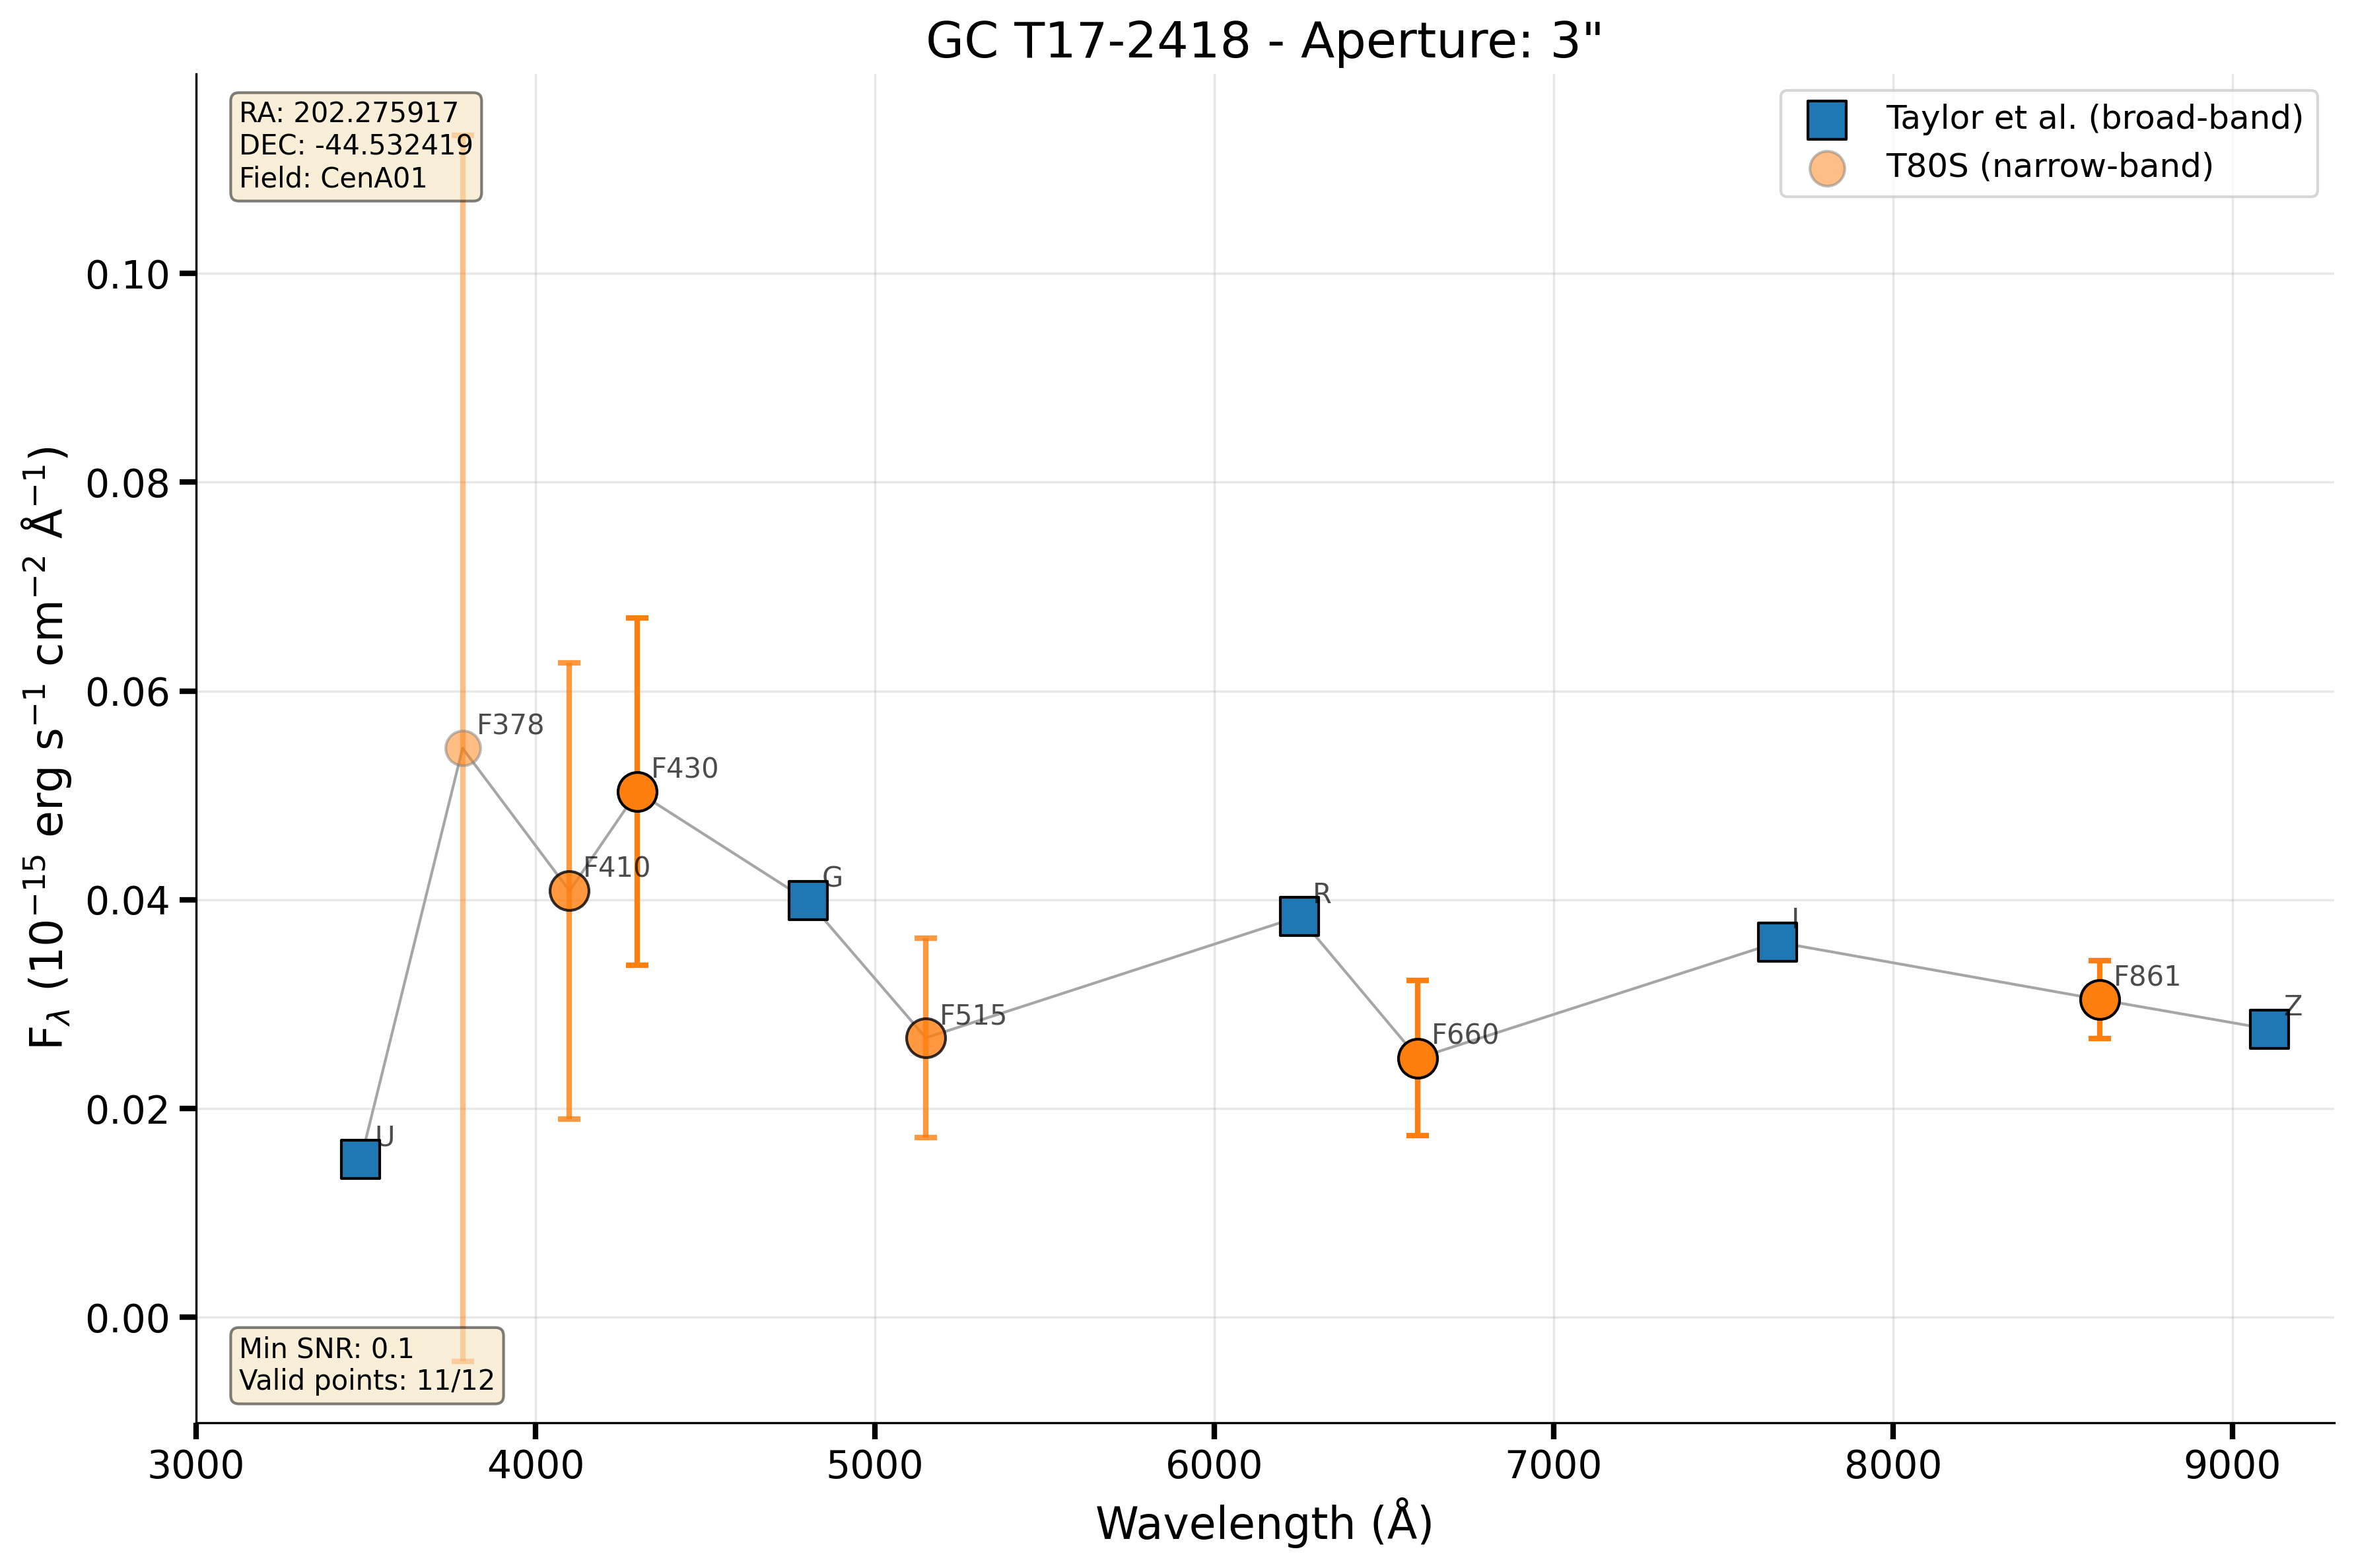 GC T17-2418 - Aperture: 3"
RA: 202.275917
DEC: -44.532419
Field: CenA01
Taylor et al. (broad-band)
T80S (narrow-band)
F_λ (10⁻¹⁵ erg s⁻¹ cm⁻² Å⁻¹)
0.10
0.08
0.06
0.04
0.02
0.00
F378
F430
F410
G
R
I
F861
Z
F515
F660
U
Min SNR: 0.1
Valid points: 11/12
3000 4000 5000 6000 7000 8000 9000
Wavelength (Å)